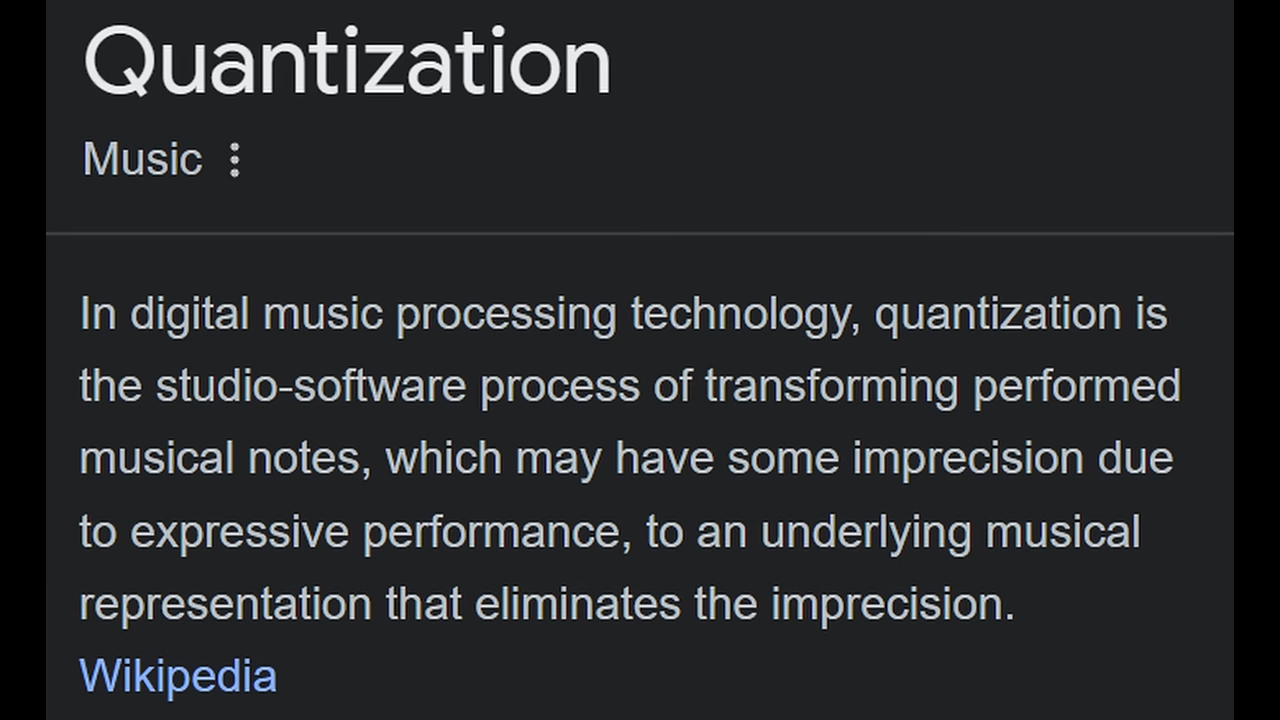 Quantization
Music
In digital music processing technology, quantization is
the studio-software process of transforming performed
musical notes, which may have some imprecision due
to expressive performance, to an underlying musical
representation that eliminates the imprecision.
Wikipedia